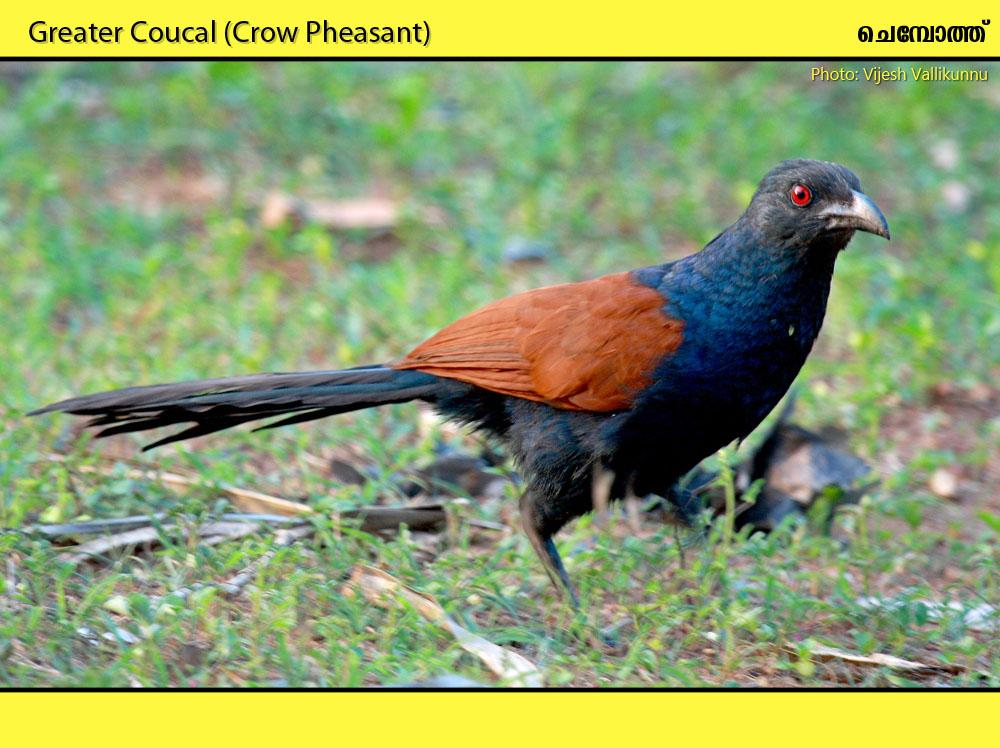 Greater Coucal (Crow Pheasant)
ചെമ്പോത്ത്
Photo: Vijesh Vallikunnu